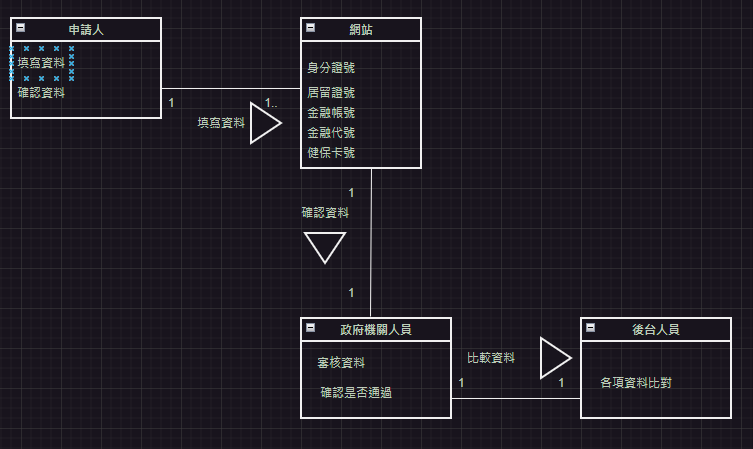 申請人
填寫資料
確認資料
1
填寫資料
1..
網站
身分證號
居留證號
金融帳號
金融代號
健保卡號
1
確認資料
1
政府機關人員
審核資料
確認是否通過
比較資料
1
1
後台人員
各項資料比對